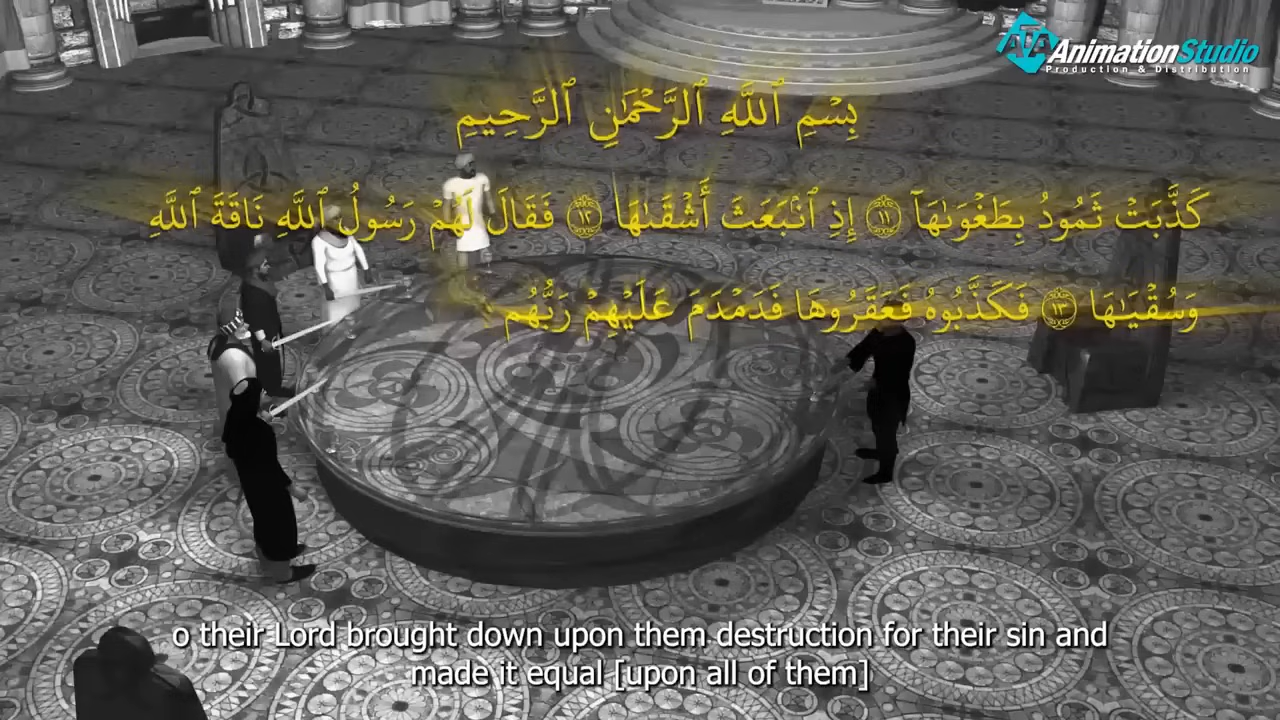 ATA AnimationStudio
Production & Distribution
بِسْمِ ٱللَّهِ ٱلرَّحْمَٰنِ ٱلرَّحِيمِ
كَذَّبَتْ ثَمُودُ بِطَغْوَىٰهَآ ١١ إِذِ ٱنۢبَعَثَ أَشْقَىٰهَا ١٢ فَقَالَ لَهُمْ رَسُولُ ٱللَّهِ نَاقَةَ ٱللَّهِ
وَسُقْيَٰهَا ١٣ فَكَذَّبُوهُ فَعَقَرُوهَا فَدَمْدَمَ عَلَيْهِمْ رَبُّهُم
o their Lord brought down upon them destruction for their sin and
made it equal [upon all of them]